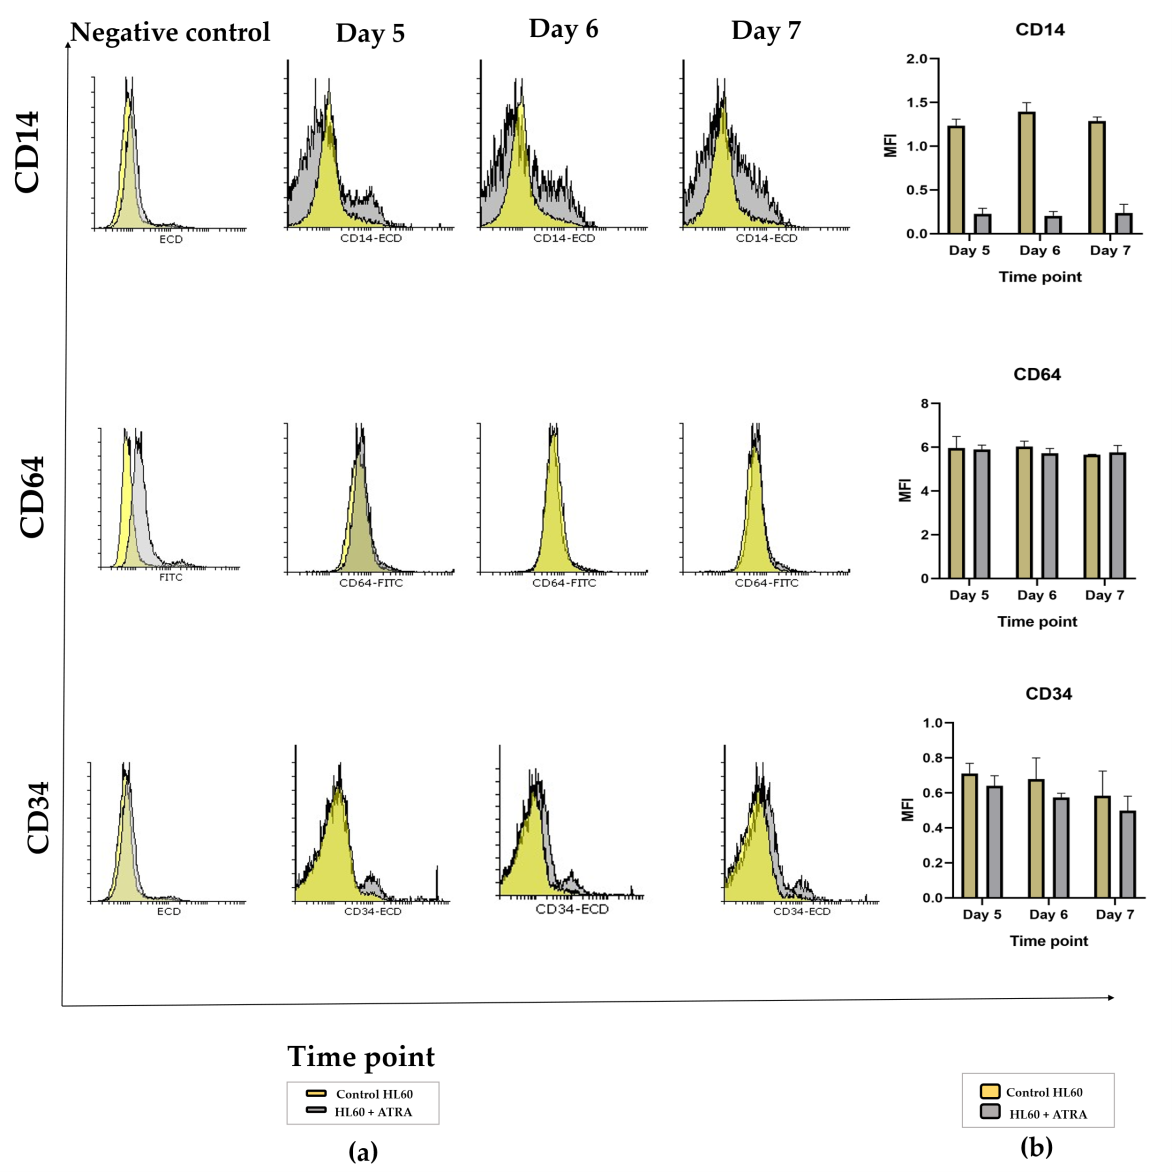 Negative control
Day 5
Day 6
Day 7
CD14
ECD
CD14-ECD
CD14-ECD
CD14-ECD
CD14
MFI
2.0
1.5
1.0
0.5
0.0
Day 5
Day 6
Day 7
Time point
CD64
FITC
CD64-FITC
CD64-FITC
CD64-FITC
CD64
MFI
8
6
4
2
0
Day 5
Day 6
Day 7
Time point
CD34
ECD
CD34-ECD
CD34-ECD
CD34-ECD
CD34
MFI
1.0
0.8
0.6
0.4
0.2
0.0
Day 5
Day 6
Day 7
Time point
Time point
Control HL60
HL60 + ATRA
(a)
Control HL60
HL60 + ATRA
(b)